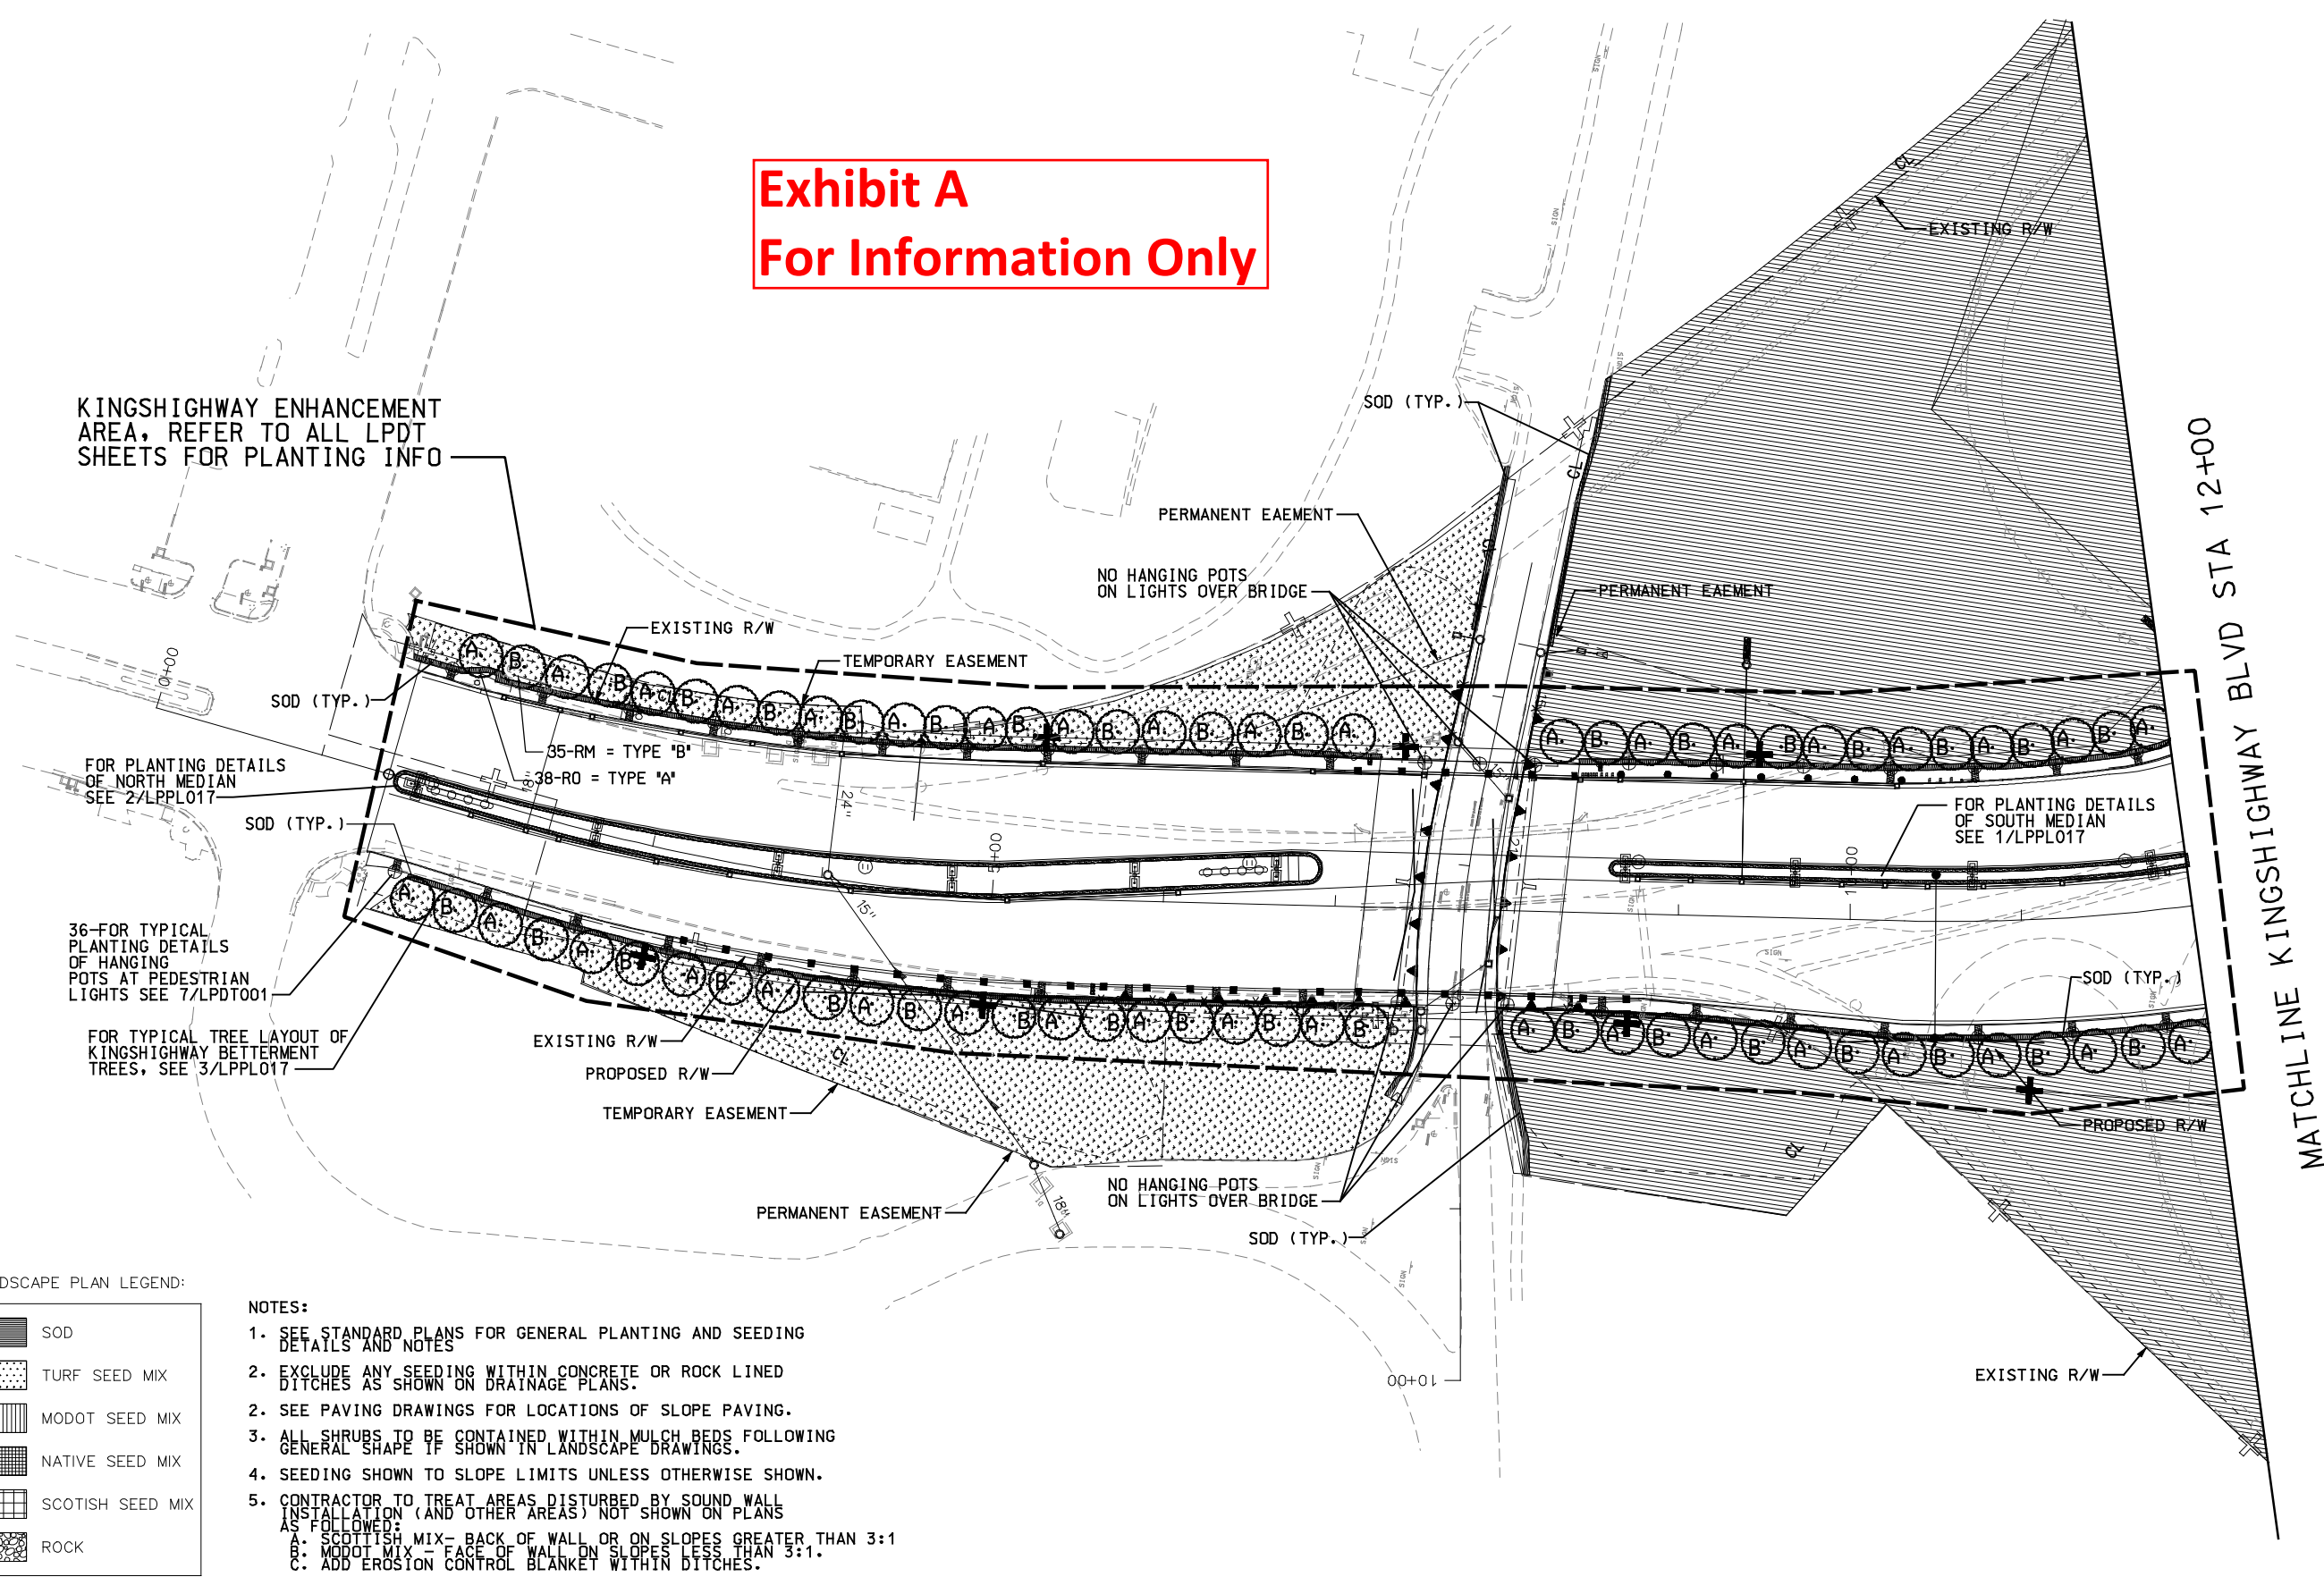 Exhibit A
For Information Only
EXISTING R/W
KINGSHIGHWAY ENHANCEMENT
AREA, REFER TO ALL LPDT
SHEETS FOR PLANTING INFO
SOD (TYP.)
PERMANENT EAEMENT
NO HANGING POTS
ON LIGHTS OVER BRIDGE
PERMANENT EAEMENT
EXISTING R/W
TEMPORARY EASEMENT
SOD (TYP.)
0+00
35-RM = TYPE "B"
38-RO = TYPE "A"
FOR PLANTING DETAILS
OF NORTH MEDIAN
SEE 2/LPPL017
SOD (TYP.)
24"
15"
5+00
FOR PLANTING DETAILS
OF SOUTH MEDIAN
SEE 1/LPPL017
36-FOR TYPICAL
PLANTING DETAILS
OF HANGING
POTS AT PEDESTRIAN
LIGHTS SEE 7/LPDT001
FOR TYPICAL TREE LAYOUT OF
KINGSHIGHWAY BETTERMENT
TREES, SEE 3/LPPL017
EXISTING R/W
PROPOSED R/W
TEMPORARY EASEMENT
PERMANENT EASEMENT
18"
NO HANGING POTS
ON LIGHTS OVER BRIDGE
SOD (TYP.)
SOD (TYP.)
PROPOSED R/W
EXISTING R/W
10+00
MATCHLINE KINGSHIGHWAY BLVD STA 12+00
DSCAPE PLAN LEGEND:
SOD
TURF SEED MIX
MODOT SEED MIX
NATIVE SEED MIX
SCOTISH SEED MIX
ROCK
NOTES:
1. SEE STANDARD PLANS FOR GENERAL PLANTING AND SEEDING
DETAILS AND NOTES
2. EXCLUDE ANY SEEDING WITHIN CONCRETE OR ROCK LINED
DITCHES AS SHOWN ON DRAINAGE PLANS.
2. SEE PAVING DRAWINGS FOR LOCATIONS OF SLOPE PAVING.
3. ALL SHRUBS TO BE CONTAINED WITHIN MULCH BEDS FOLLOWING
GENERAL SHAPE IF SHOWN IN LANDSCAPE DRAWINGS.
4. SEEDING SHOWN TO SLOPE LIMITS UNLESS OTHERWISE SHOWN.
5. CONTRACTOR TO TREAT AREAS DISTURBED BY SOUND WALL
INSTALLATION (AND OTHER AREAS) NOT SHOWN ON PLANS
AS FOLLOWED:
A. SCOTTISH MIX- BACK OF WALL OR ON SLOPES GREATER THAN 3:1
B. MODOT MIX - FACE OF WALL ON SLOPES LESS THAN 3:1.
C. ADD EROSION CONTROL BLANKET WITHIN DITCHES.